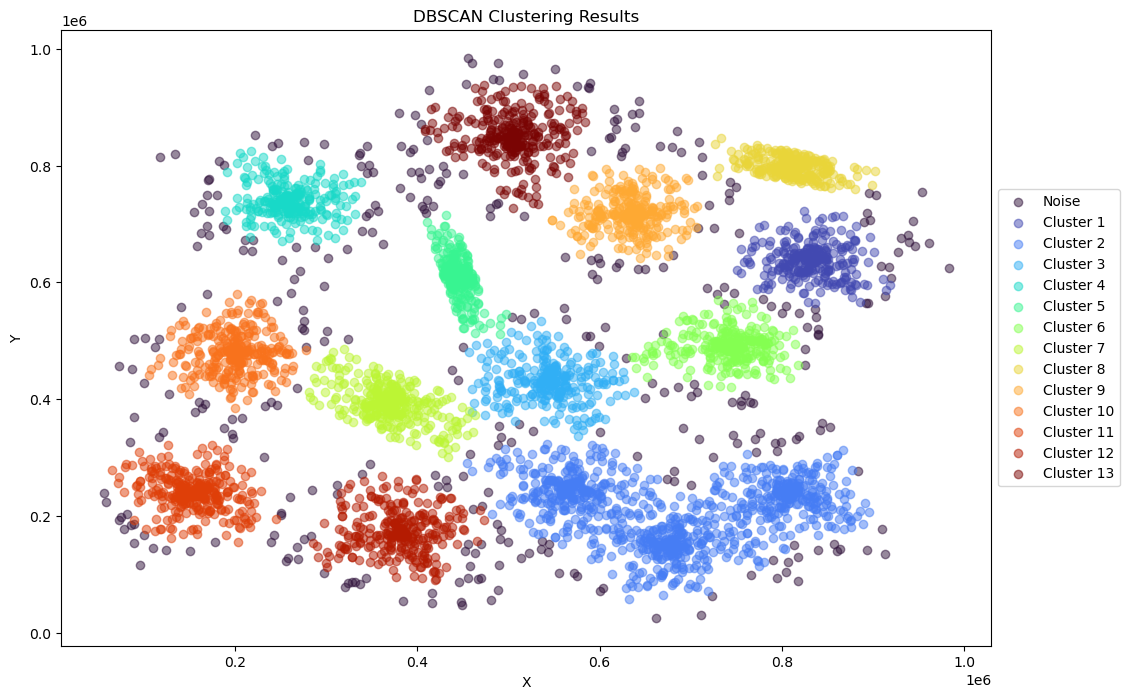 DBSCAN Clustering Results
1e6
1.0
0.8
0.6
0.4
0.2
0.0
Y
0.2
0.4
0.6
0.8
1.0
1e6
X
Noise
Cluster 1
Cluster 2
Cluster 3
Cluster 4
Cluster 5
Cluster 6
Cluster 7
Cluster 8
Cluster 9
Cluster 10
Cluster 11
Cluster 12
Cluster 13